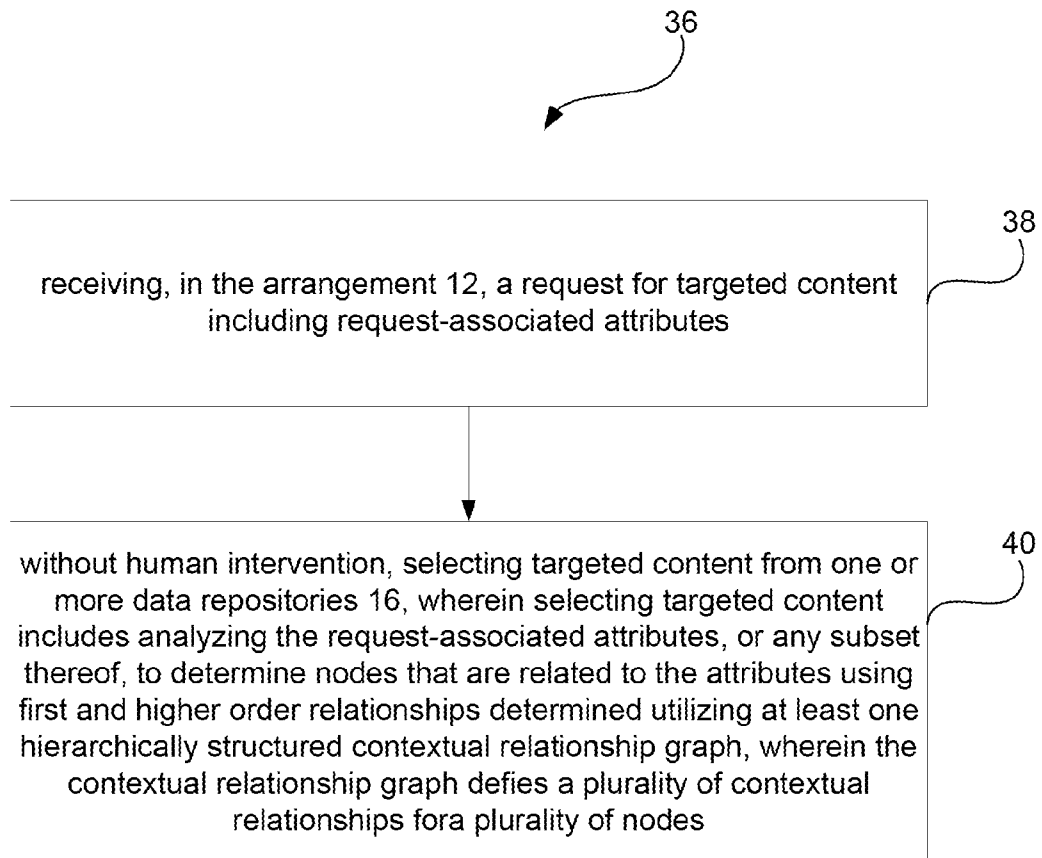 36
38
receiving, in the arrangement 12, a request for targeted content
including request-associated attributes
40
without human intervention, selecting targeted content from one or
more data repositories 16, wherein selecting targeted content
includes analyzing the request-associated attributes, or any subset
thereof, to determine nodes that are related to the attributes using
first and higher order relationships determined utilizing at least one
hierarchically structured contextual relationship graph, wherein the
contextual relationship graph defies a plurality of contextual
relationships fora plurality of nodes